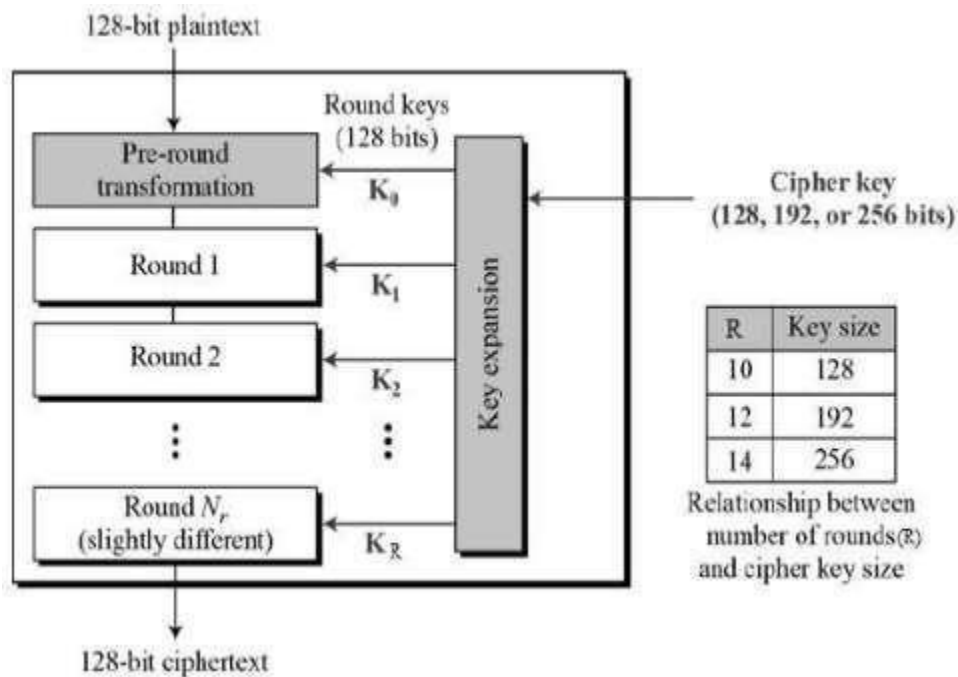 128-bit plaintext
Round keys
(128 bits)
Pre-round
transformation
K0
Cipher key
(128, 192, or 256 bits)
Round 1
K1
Round 2
K2
Key expansion
R Key size
10 128
12 192
14 256
Relationship between
number of rounds(R)
and cipher key size
Round Nr
(slightly different)
KR
128-bit ciphertext